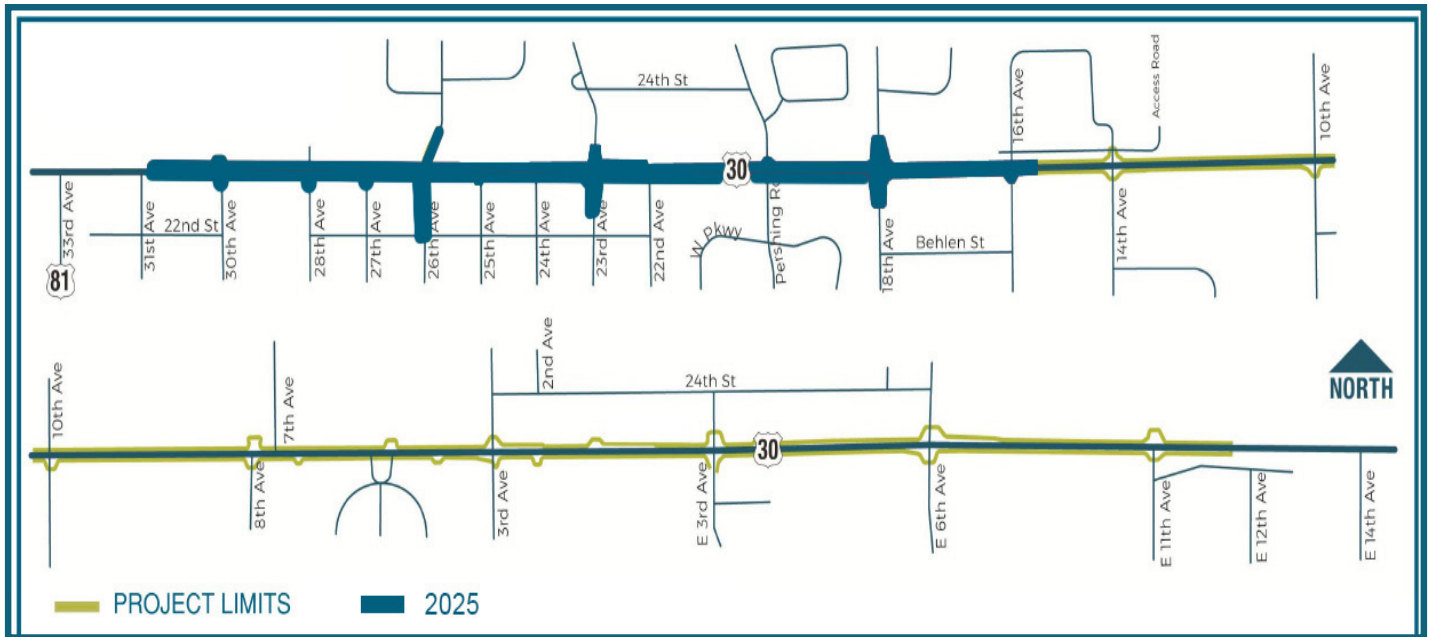 24th St
Access Road
16th Ave
10th Ave
30
33rd Ave
31st Ave
22nd St
30th Ave
28th Ave
27th Ave
26th Ave
25th Ave
24th Ave
23rd Ave
22nd Ave
W Pkwy
Pershing R
18th Ave
Behlen St
14th Ave
81
10th Ave
7th Ave
2nd Ave
24th St
NORTH
8th Ave
3rd Ave
E 3rd Ave
30
E 6th Ave
E 11th Ave
E 12th Ave
E 14th Ave
PROJECT LIMITS
2025